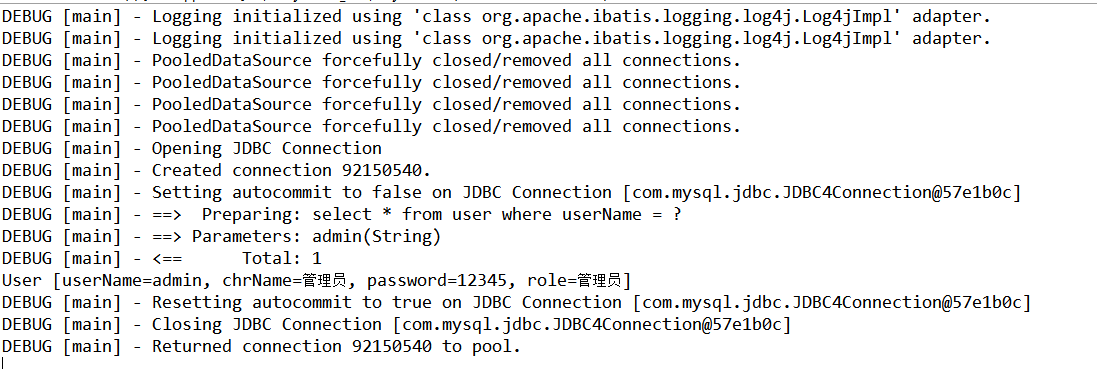 DEBUG [main] - Logging initialized using 'class org.apache.ibatis.logging.log4j.Log4jImpl' adapter.
DEBUG [main] - Logging initialized using 'class org.apache.ibatis.logging.log4j.Log4jImpl' adapter.
DEBUG [main] - PooledDataSource forcefully closed/removed all connections.
DEBUG [main] - PooledDataSource forcefully closed/removed all connections.
DEBUG [main] - PooledDataSource forcefully closed/removed all connections.
DEBUG [main] - PooledDataSource forcefully closed/removed all connections.
DEBUG [main] - Opening JDBC Connection
DEBUG [main] - Created connection 92150540.
DEBUG [main] - Setting autocommit to false on JDBC Connection [com.mysql.jdbc.JDBC4Connection@57e1b0c]
DEBUG [main] - ==>  Preparing: select * from user where userName = ?
DEBUG [main] - ==> Parameters: admin(String)
DEBUG [main] - <==      Total: 1
User [userName=admin, chrName=管理员, password=12345, role=管理员]
DEBUG [main] - Resetting autocommit to true on JDBC Connection [com.mysql.jdbc.JDBC4Connection@57e1b0c]
DEBUG [main] - Closing JDBC Connection [com.mysql.jdbc.JDBC4Connection@57e1b0c]
DEBUG [main] - Returned connection 92150540 to pool.